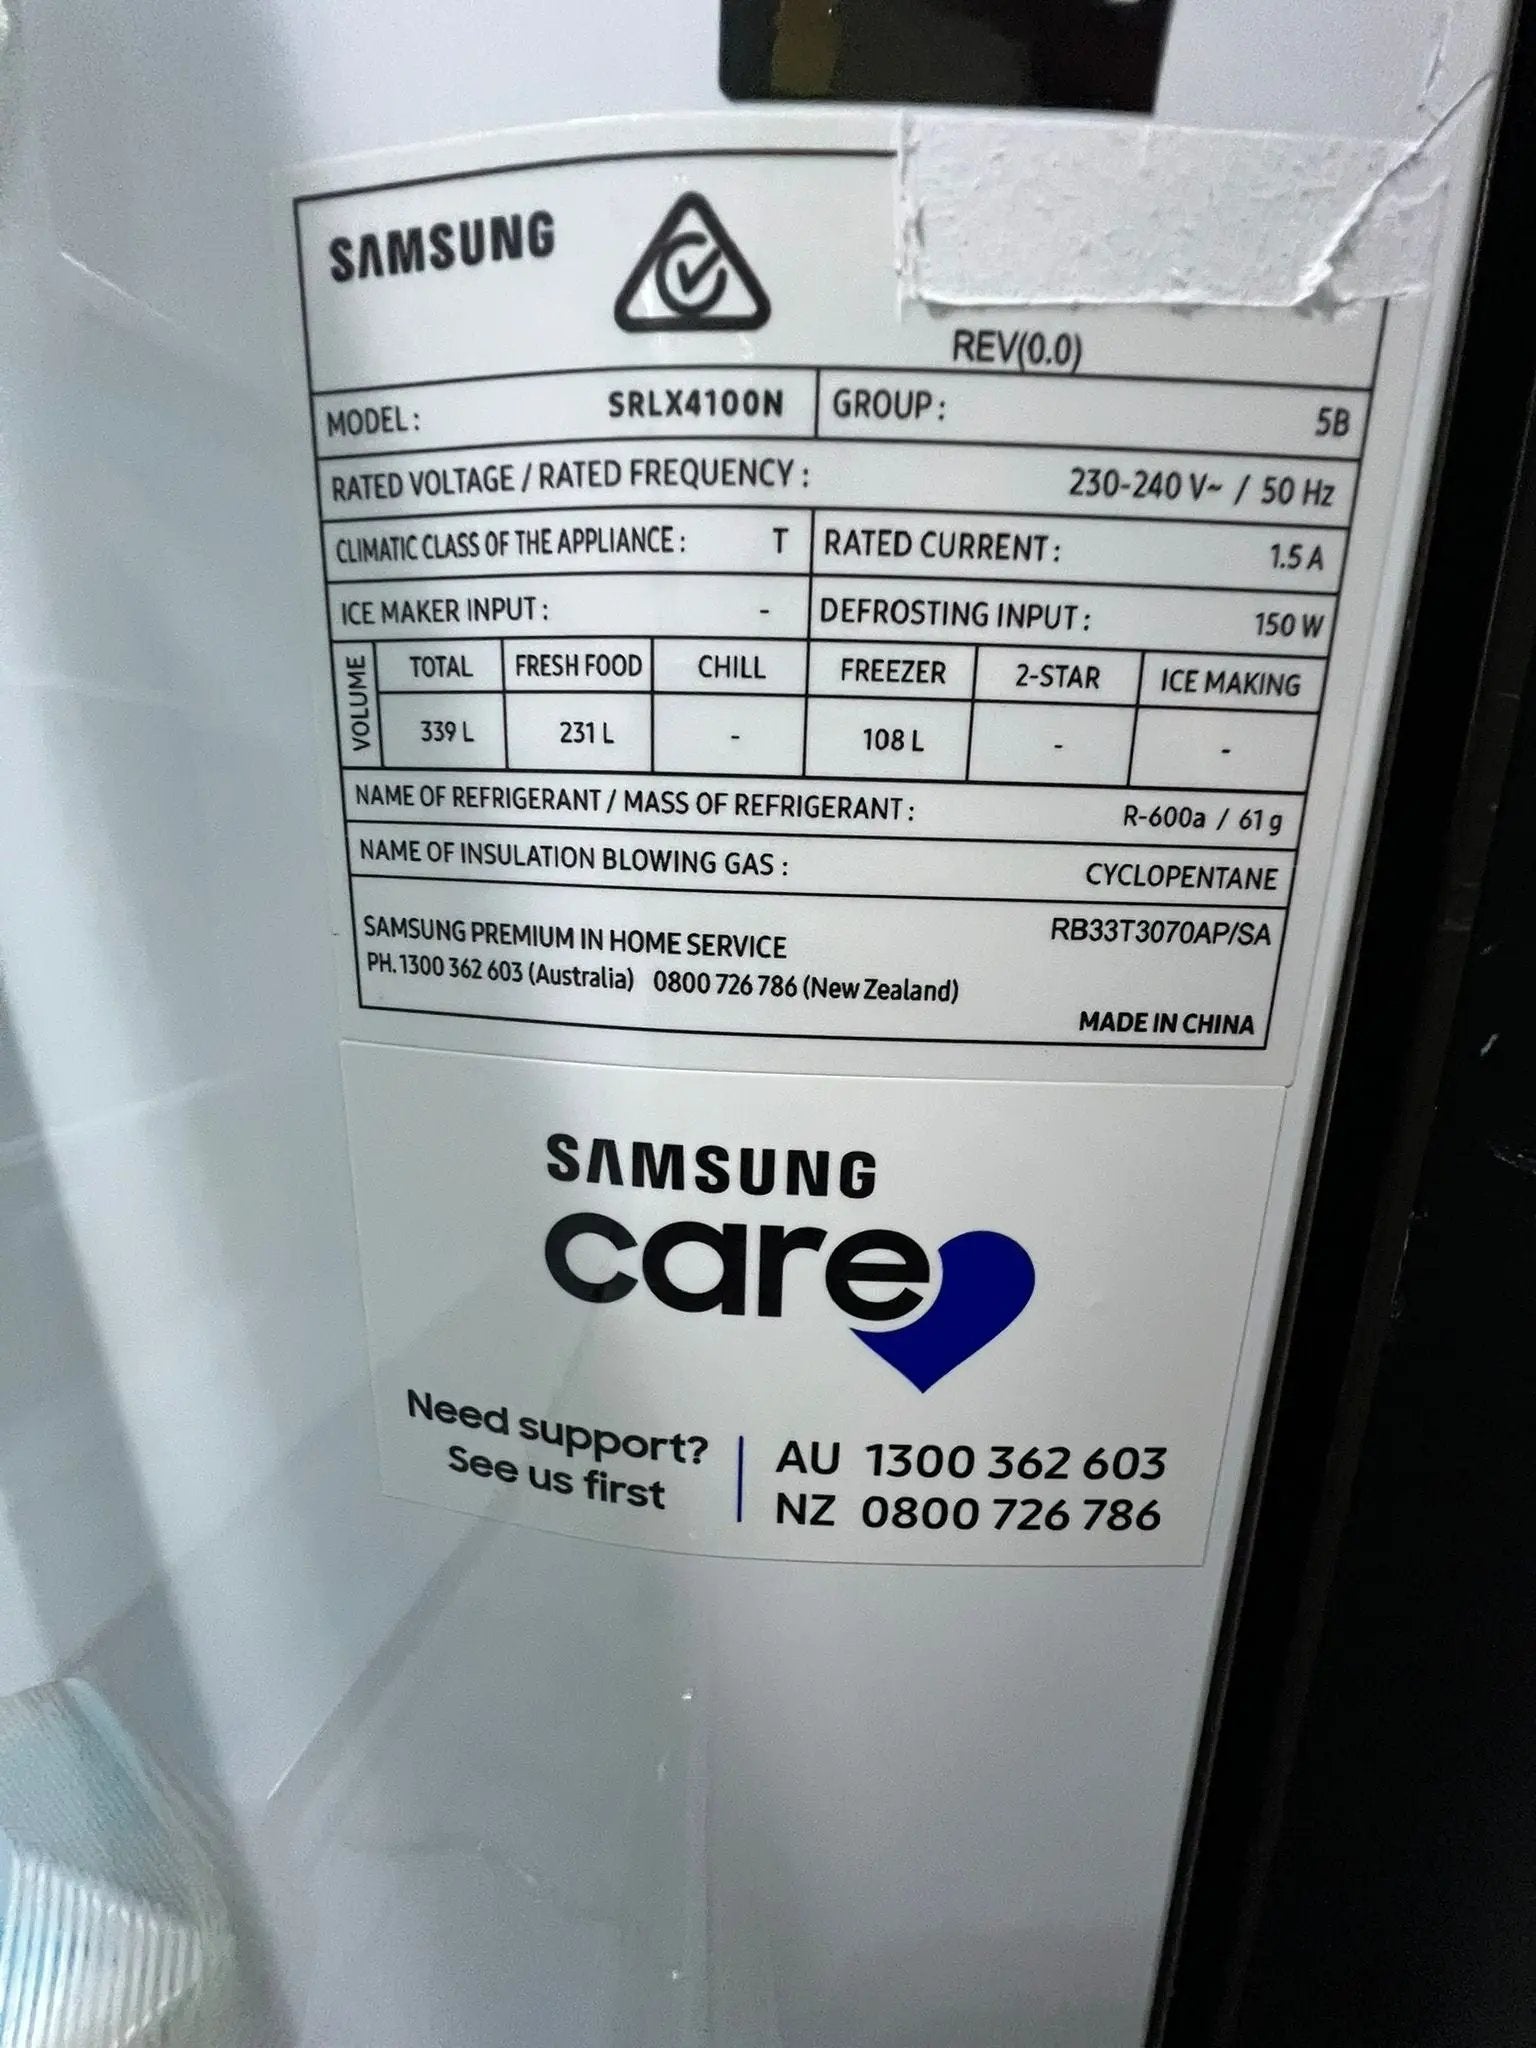 SAMSUNG
REV(0.0)
MODEL: SRLX4100N GROUP: 5B
RATED VOLTAGE / RATED FREQUENCY: 230-240 V~ / 50 Hz
CLIMATIC CLASS OF THE APPLIANCE: T RATED CURRENT: 1.5 A
ICE MAKER INPUT: - DEFROSTING INPUT: 150 W
VOLUME
TOTAL FRESH FOOD CHILL FREEZER 2-STAR ICE MAKING
339 L 231 L - 108 L - -
NAME OF REFRIGERANT / MASS OF REFRIGERANT: R-600a / 61 g
NAME OF INSULATION BLOWING GAS: CYCLOPENTANE
SAMSUNG PREMIUM IN HOME SERVICE RB33T3070AP/SA
PH. 1300 362 603 (Australia) 0800 726 786 (New Zealand)
MADE IN CHINA
SAMSUNG
care
Need support?
See us first
AU 1300 362 603
NZ 0800 726 786